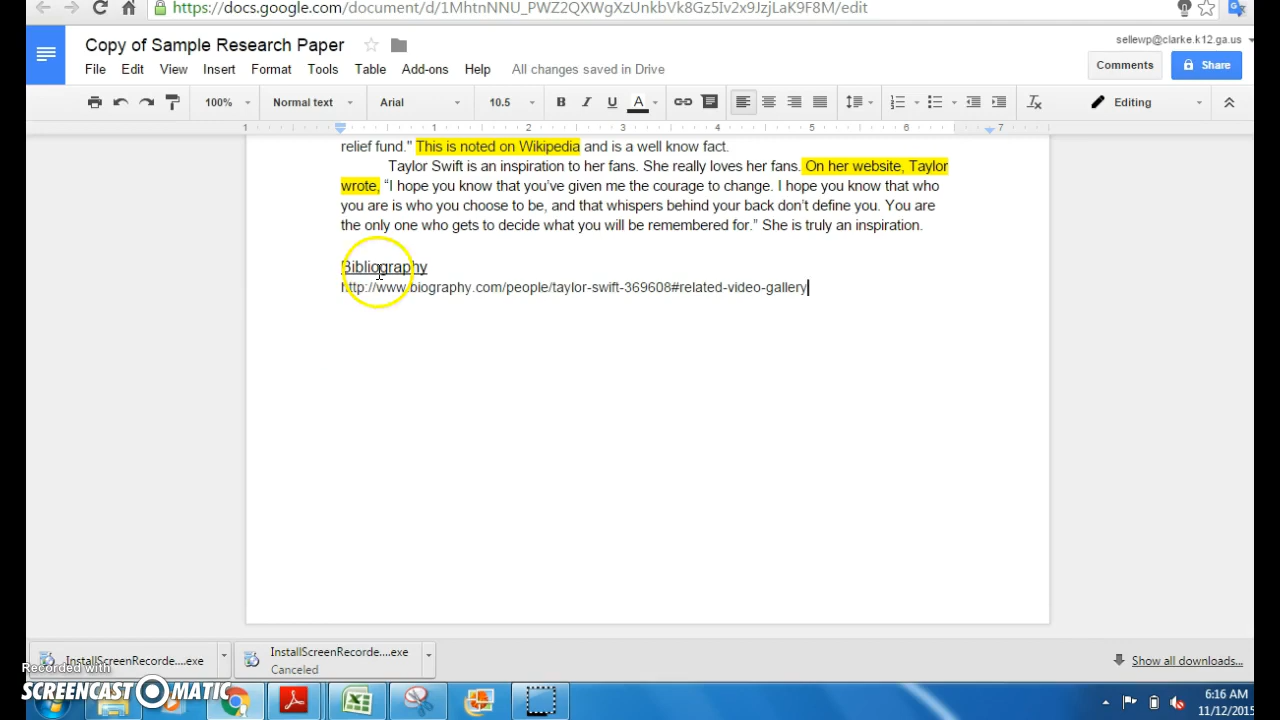 https://docs.google.com/document/d/1MhtnNNU_PWZ2QXWgXzUnkbVk8Gz5Iv2x9JzjLaK9F8M/edit
Copy of Sample Research Paper
sellewp@clarke.k12.ga.us
File Edit View Insert Format Tools Table Add-ons Help All changes saved in Drive
Comments Share
100% Normal text Arial 10.5 B I U A Editing
1 1 2 3 4 5 6 7
relief fund." This is noted on Wikipedia and is a well know fact.
Taylor Swift is an inspiration to her fans. She really loves her fans. On her website, Taylor
wrote, “I hope you know that you’ve given me the courage to change. I hope you know that who
you are is who you choose to be, and that whispers behind your back don’t define you. You are
the only one who gets to decide what you will be remembered for.” She is truly an inspiration.
Bibliography
http://www.biography.com/people/taylor-swift-369608#related-video-gallery
InstallScreenRecorde....exe
InstallScreenRecorde....exe
Canceled
Show all downloads...
Recorded with
SCREENCAST MATIC
6:16 AM
11/12/2015